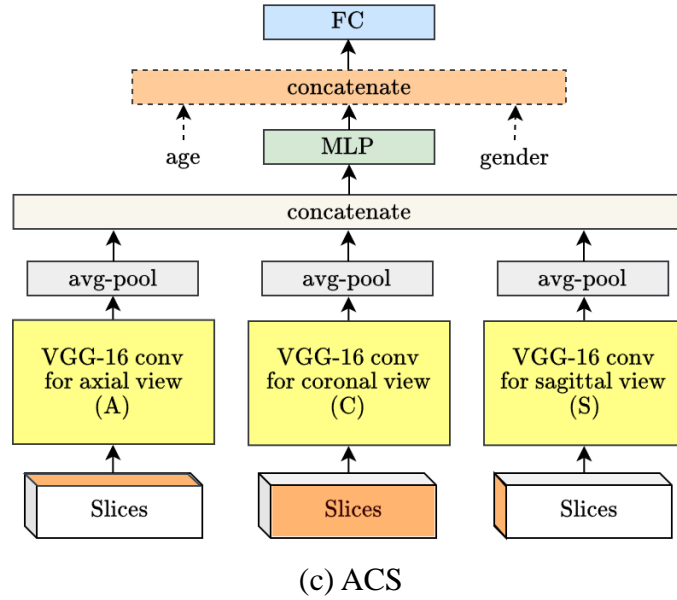 FC
concatenate
age
gender
MLP
concatenate
avg-pool
avg-pool
avg-pool
VGG-16 conv
for axial view
(A)
VGG-16 conv
for coronal view
(C)
VGG-16 conv
for sagittal view
(S)
Slices
Slices
Slices
(c) ACS